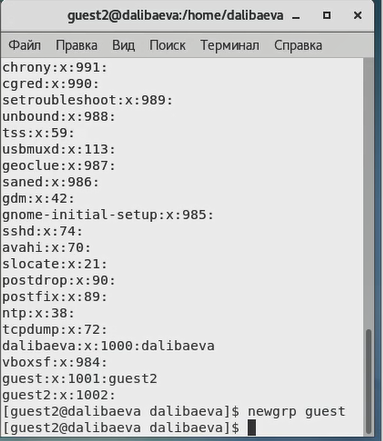 guest2@dalibaeva:/home/dalibaeva
Файл Правка Вид Поиск Терминал Справка
chrony:x:991:
cgred:x:990:
setroubleshoot:x:989:
unbound:x:988:
tss:x:59:
usbmuxd:x:113:
geoclue:x:987:
saned:x:986:
gdm:x:42:
gnome-initial-setup:x:985:
sshd:x:74:
avahi:x:70:
slocate:x:21:
postdrop:x:90:
postfix:x:89:
ntp:x:38:
tcpdump:x:72:
dalibaeva:x:1000:dalibaeva
vboxsf:x:984:
guest:x:1001:guest2
guest2:x:1002:
[guest2@dalibaeva dalibaeva]$ newgrp guest
[guest2@dalibaeva dalibaeva]$